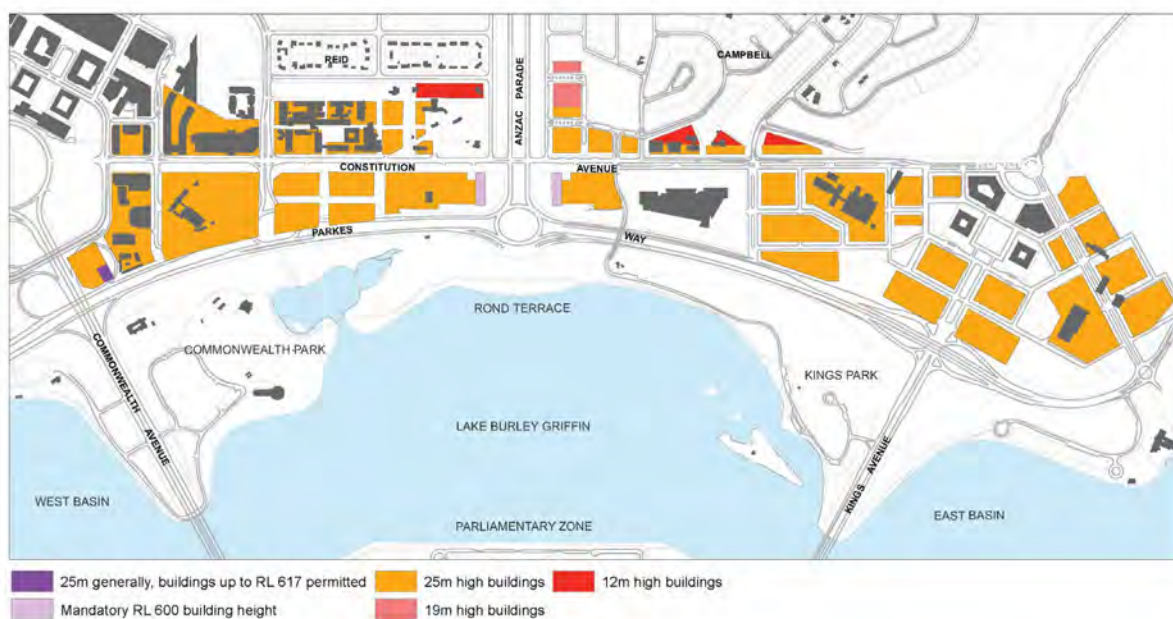 REID
ANZAC PARADE
CAMPBELL
CONSTITUTION
AVENUE
PARKES
WAY
ROND TERRACE
COMMONWEALTH PARK
COMMONWEALTH AVENUE
KINGS PARK
LAKE BURLEY GRIFFIN
KINGS AVENUE
WEST BASIN
EAST BASIN
PARLIAMENTARY ZONE
25m generally, buildings up to RL 617 permitted
25m high buildings
12m high buildings
Mandatory RL 600 building height
19m high buildings